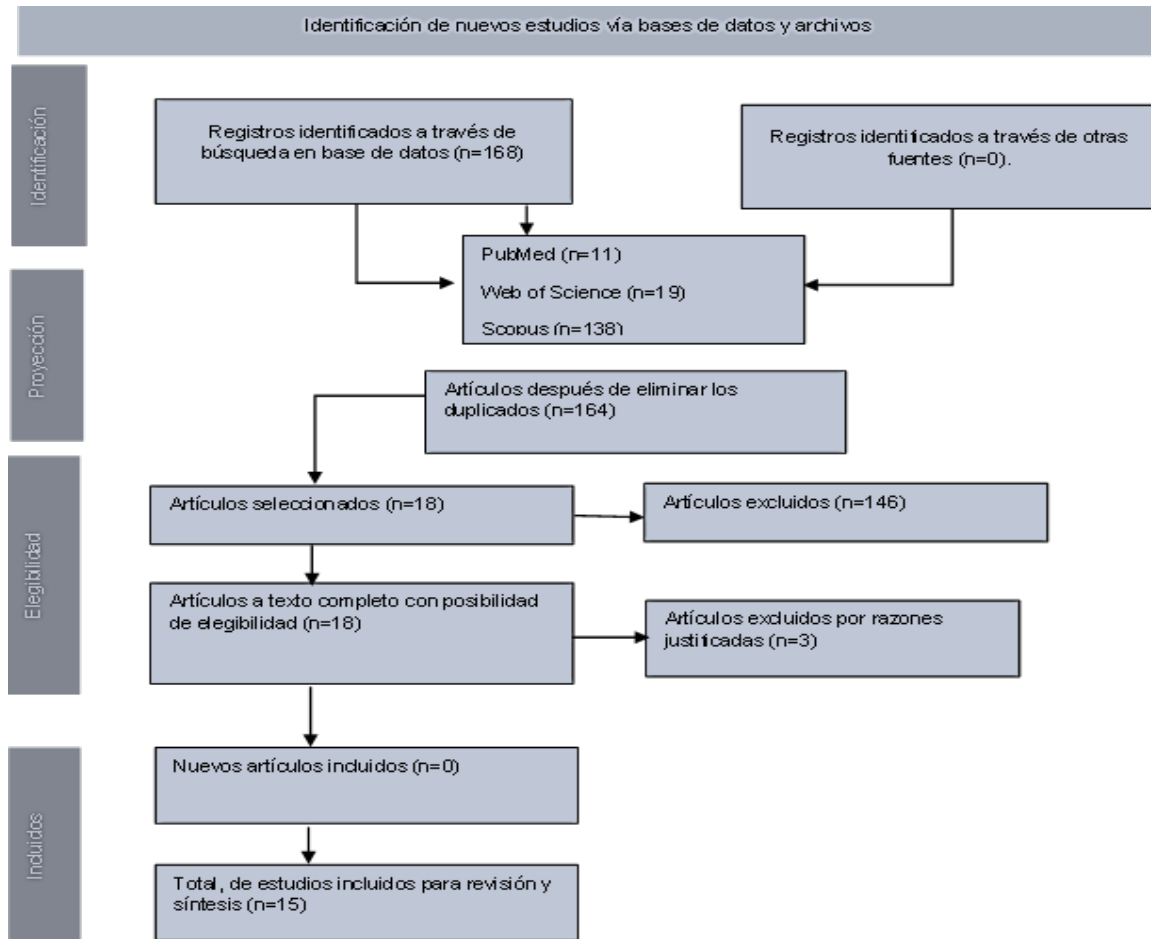 Identificación de nuevos estudios vía bases de datos y archivos
Identificación
Registros identificados a través de
búsqueda en base de datos (n=168)
Registros identificados a través de otras
fuentes (n=0).
PubMed (n=11)
Web of Science (n=19)
Scopus (n=138)
Proyección
Artículos después de eliminar los
duplicados (n=164)
Elegibilidad
Artículos seleccionados (n=18)
Artículos excluidos (n=146)
Artículos a texto completo con posibilidad
de elegibilidad (n=18)
Artículos excluidos por razones
justificadas (n=3)
Incluidos
Nuevos artículos incluidos (n=0)
Total, de estudios incluidos para revisión y
síntesis (n=15)